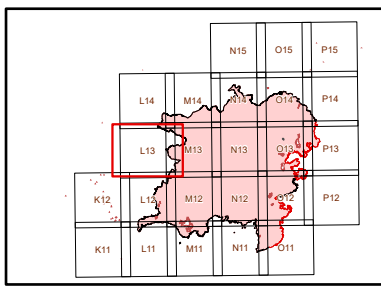 N15 O15 P15
L14 M14 N14 O14 P14
L13 M13 N13 O13 P13
K12 L12 M12 N12 O12 P12
K11 L11 M11 N11 O11